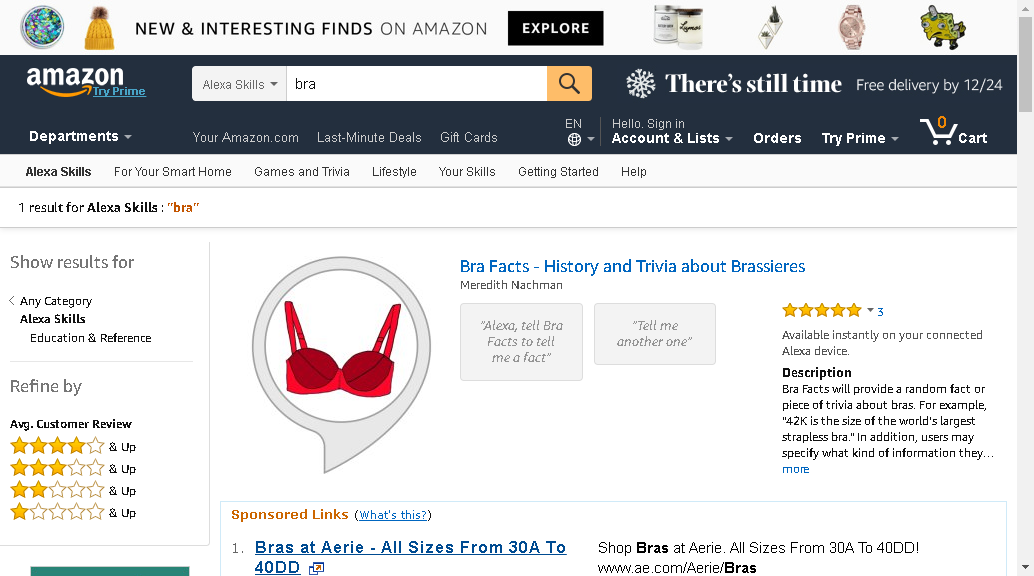 NEW & INTERESTING FINDS ON AMAZON
EXPLORE
amazon
Try Prime
Alexa Skills
bra
There's still time
Free delivery by 12/24
Departments
Your Amazon.com
Last-Minute Deals
Gift Cards
EN
Hello. Sign in
Account & Lists
Orders
Try Prime
0
Cart
Alexa Skills
For Your Smart Home
Games and Trivia
Lifestyle
Your Skills
Getting Started
Help
1 result for Alexa Skills : "bra"
Show results for
Any Category
Alexa Skills
Education & Reference
Refine by
Avg. Customer Review
& Up
& Up
& Up
& Up
Bra Facts - History and Trivia about Brassieres
Meredith Nachman
"Alexa, tell Bra
Facts to tell
me a fact"
"Tell me
another one"
3
Available instantly on your connected
Alexa device.
Description
Bra Facts will provide a random fact or
piece of trivia about bras. For example,
"42K is the size of the world's largest
strapless bra." In addition, users may
specify what kind of information they...
more
Sponsored Links (What's this?)
1. Bras at Aerie - All Sizes From 30A To
40DD
Shop Bras at Aerie. All Sizes From 30A To 40DD!
www.ae.com/Aerie/Bras